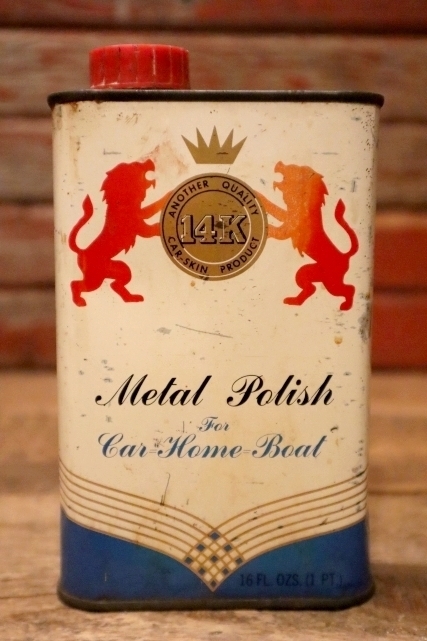 ANOTHER QUALITY
14K
CAR-SKIN PRODUCT
Metal Polish
For
Car-Home-Boat
16 FL. OZS. (1 PT.)